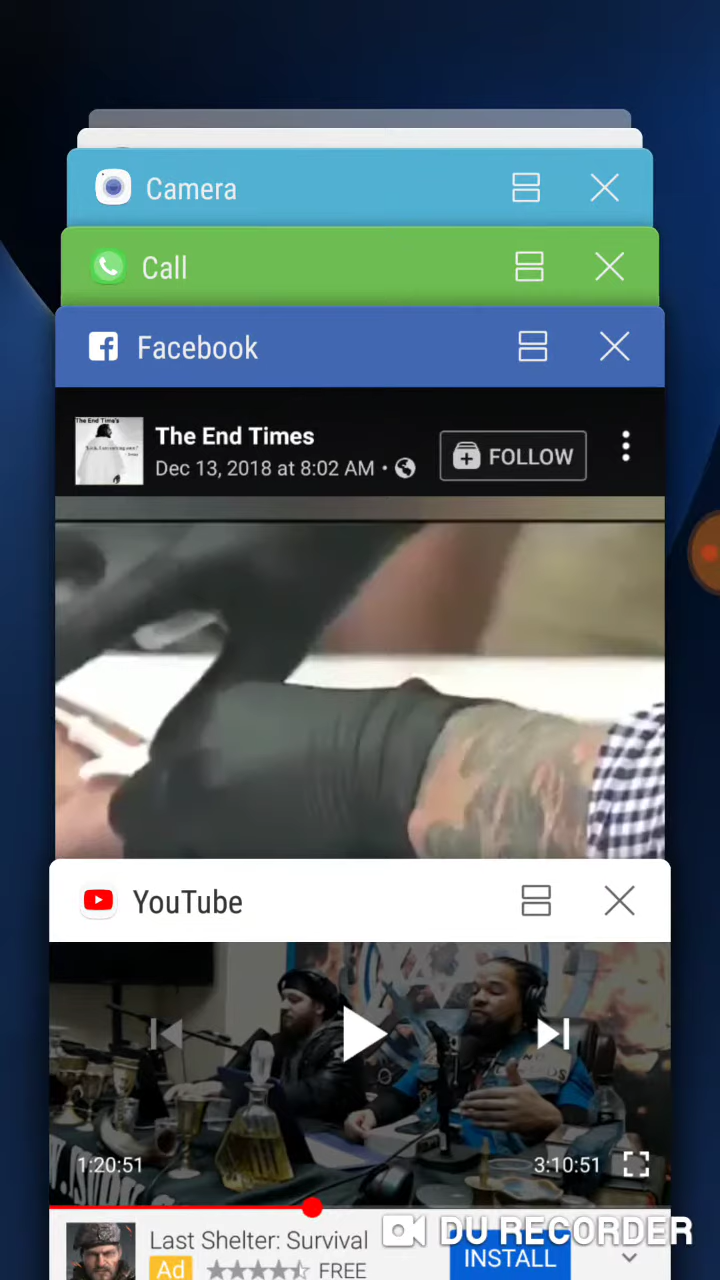 Camera
Call
Facebook
The End Times
Dec 13, 2018 at 8:02 AM •
FOLLOW
YouTube
1:20:51
3:10:51
Last Shelter: Survival
Ad
FREE
INSTALL
DU RECORDER